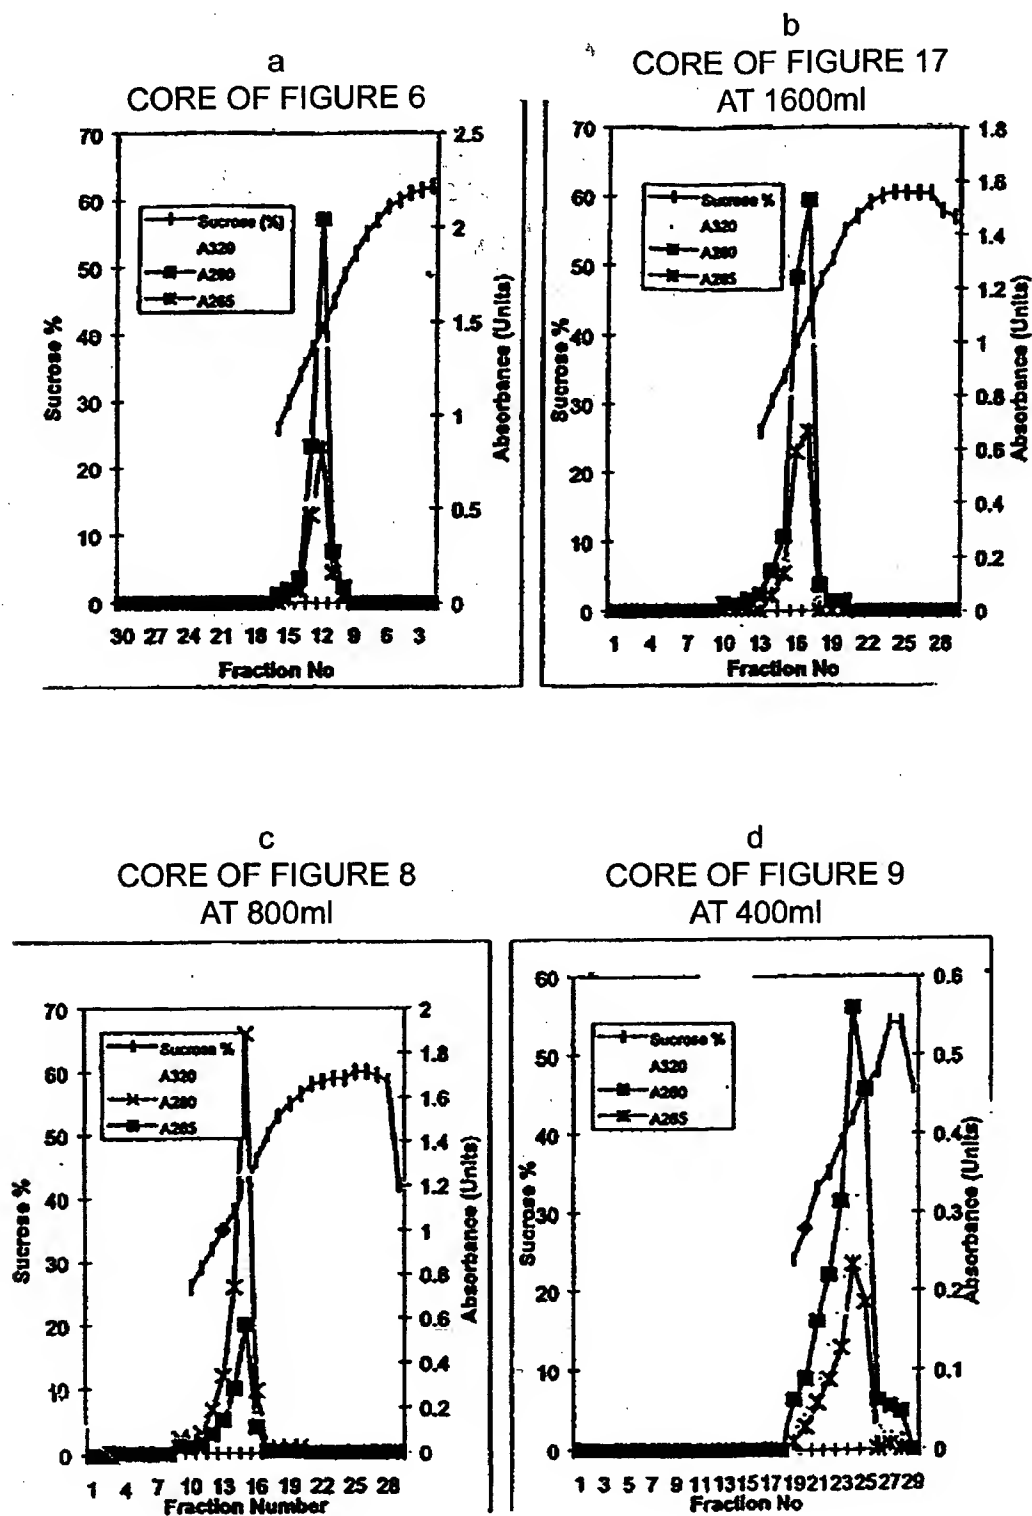 a
CORE OF FIGURE 6
70
60
50
40
30
20
10
0
Sucrose %
Sucrose (%)
A320
A280
A265
2.5
2
1.5
1
0.5
0
Absorbance (Units)
30 27 24 21 18 15 12 9 6 3
Fraction No
b
CORE OF FIGURE 17
AT 1600ml
70
60
50
40
30
20
10
0
Sucrose %
Sucrose %
A320
A280
A265
1.8
1.6
1.4
1.2
1
0.8
0.6
0.4
0.2
0
Absorbance (Units)
1 4 7 10 13 16 19 22 25 28
Fraction No
c
CORE OF FIGURE 8
AT 800ml
70
60
50
40
30
20
10
0
Sucrose %
Sucrose %
A320
A280
A265
2
1.8
1.6
1.4
1.2
1
0.8
0.6
0.4
0.2
0
Absorbance (Units)
1 4 7 10 13 16 19 22 25 28
Fraction Number
d
CORE OF FIGURE 9
AT 400ml
60
50
40
30
20
10
0
Sucrose %
Sucrose %
A320
A280
A265
0.6
0.5
0.4
0.3
0.2
0.1
0
Absorbance (Units)
1 3 5 7 9 11 13 15 17 19 21 23 25 27 29
Fraction No